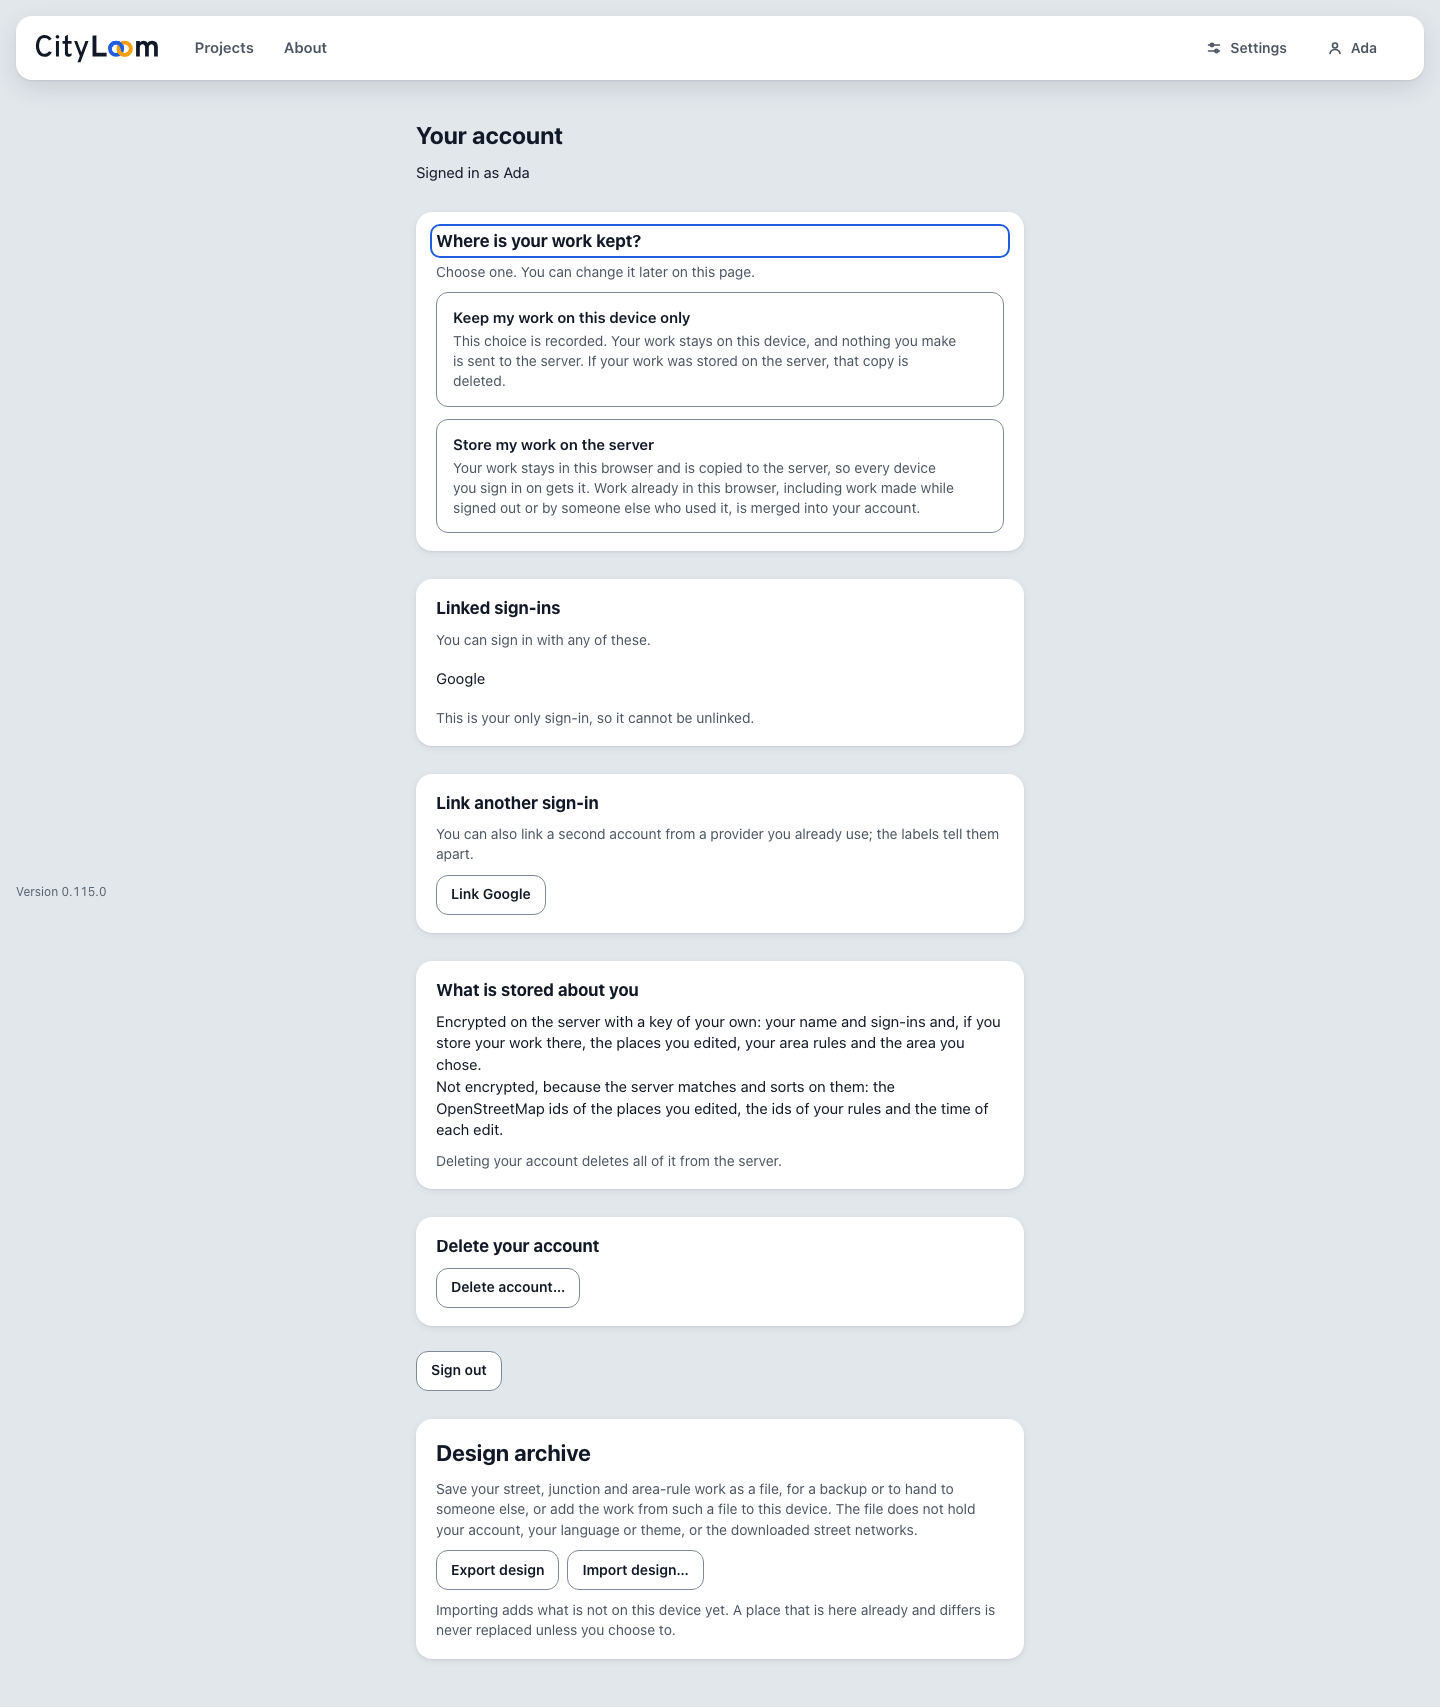 CityLoom
Projects
About
Settings
Ada
Your account
Signed in as Ada
Where is your work kept?
Choose one. You can change it later on this page.
Keep my work on this device only
This choice is recorded. Your work stays on this device, and nothing you make
is sent to the server. If your work was stored on the server, that copy is
deleted.
Store my work on the server
Your work stays in this browser and is copied to the server, so every device
you sign in on gets it. Work already in this browser, including work made while
signed out or by someone else who used it, is merged into your account.
Linked sign-ins
You can sign in with any of these.
Google
This is your only sign-in, so it cannot be unlinked.
Link another sign-in
You can also link a second account from a provider you already use; the labels tell them
apart.
Link Google
Version 0.115.0
What is stored about you
Encrypted on the server with a key of your own: your name and sign-ins and, if you
store your work there, the places you edited, your area rules and the area you
chose.
Not encrypted, because the server matches and sorts on them: the
OpenStreetMap ids of the places you edited, the ids of your rules and the time of
each edit.
Deleting your account deletes all of it from the server.
Delete your account
Delete account...
Sign out
Design archive
Save your street, junction and area-rule work as a file, for a backup or to hand to
someone else, or add the work from such a file to this device. The file does not hold
your account, your language or theme, or the downloaded street networks.
Export design
Import design...
Importing adds what is not on this device yet. A place that is here already and differs is
never replaced unless you choose to.